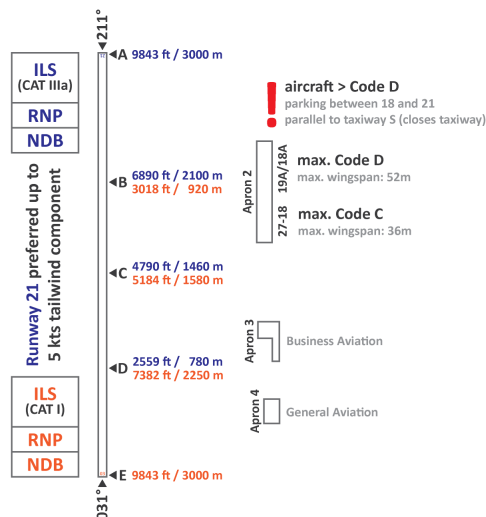 211°
ILS
(CAT IIIa)
RNP
NDB
Runway 21 preferred up to
5 kts tailwind component
ILS
(CAT I)
RNP
NDB
A 9843 ft / 3000 m
B 6890 ft / 2100 m
3018 ft / 920 m
C 4790 ft / 1460 m
5184 ft / 1580 m
D 2559 ft / 780 m
7382 ft / 2250 m
E 9843 ft / 3000 m
031°
! aircraft > Code D
parking between 18 and 21
parallel to taxiway S (closes taxiway)
Apron 2
19A/18A
max. Code D
max. wingspan: 52m
27-18
max. Code C
max. wingspan: 36m
Apron 3
Business Aviation
Apron 4
General Aviation